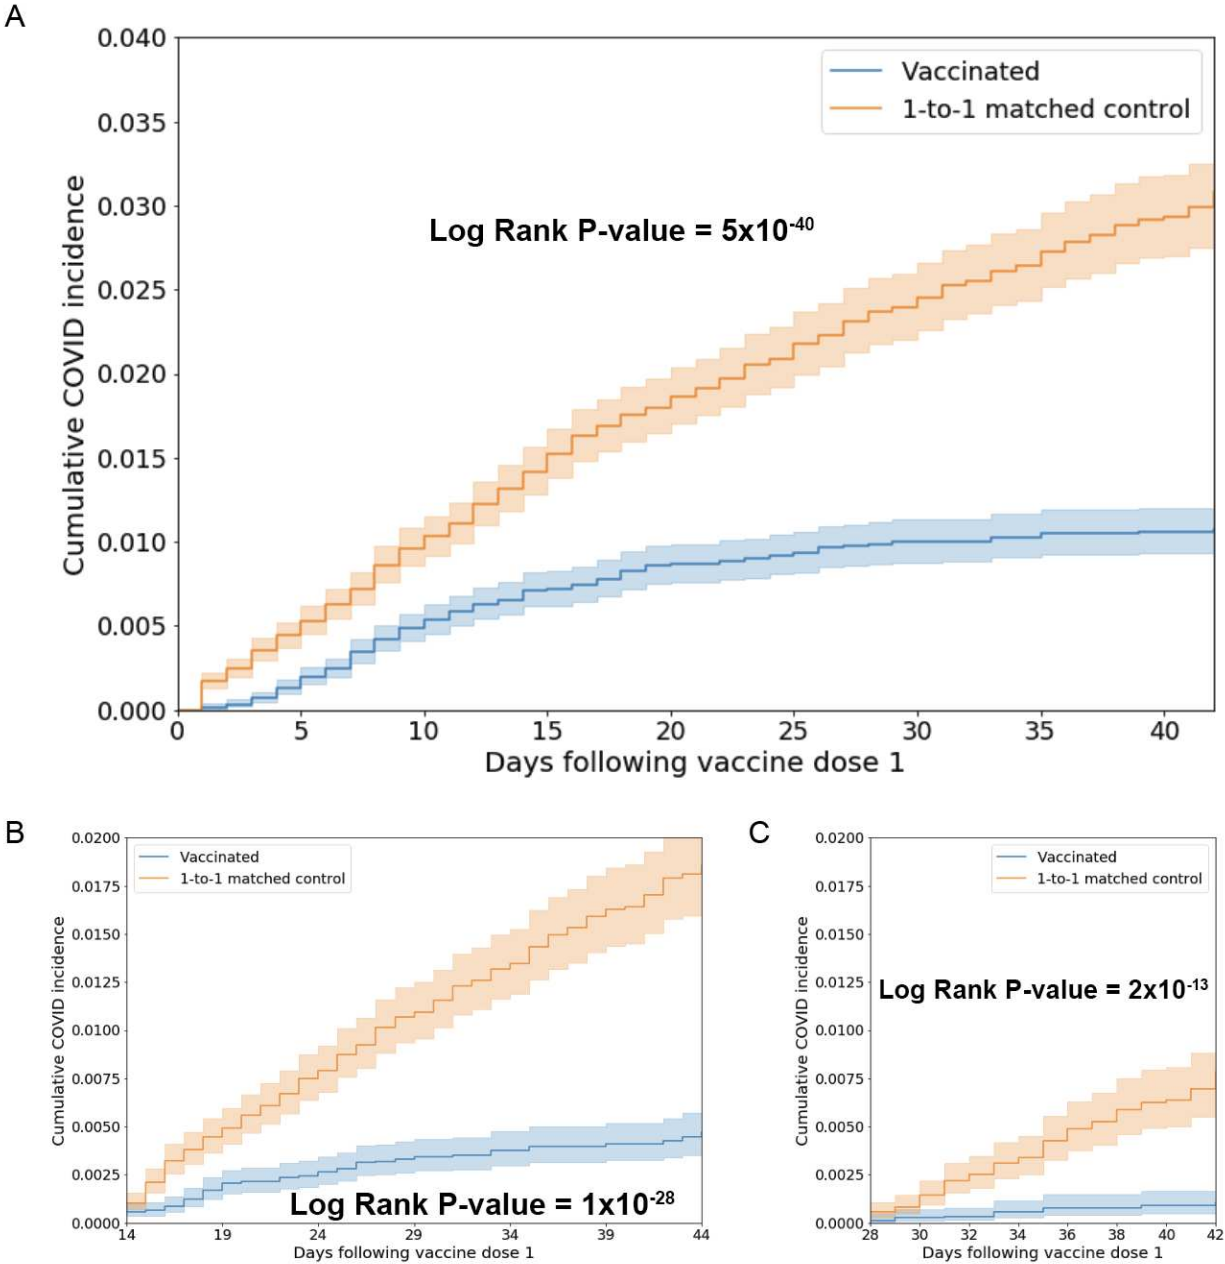 A
0.040
0.035
0.030
0.025
0.020
0.015
0.010
0.005
0.000
Cumulative COVID incidence
Vaccinated
1-to-1 matched control
Log Rank P-value = 5x10⁻⁴⁰
0 5 10 15 20 25 30 35 40
Days following vaccine dose 1
B
0.0200
0.0175
0.0150
0.0125
0.0100
0.0075
0.0050
0.0025
0.0000
Cumulative COVID incidence
Vaccinated
1-to-1 matched control
Log Rank P-value = 1x10⁻²⁸
14 19 24 29 34 39 44
Days following vaccine dose 1
C
0.0200
0.0175
0.0150
0.0125
0.0100
0.0075
0.0050
0.0025
0.0000
Cumulative COVID incidence
Vaccinated
1-to-1 matched control
Log Rank P-value = 2x10⁻¹³
28 30 32 34 36 38 40 42
Days following vaccine dose 1